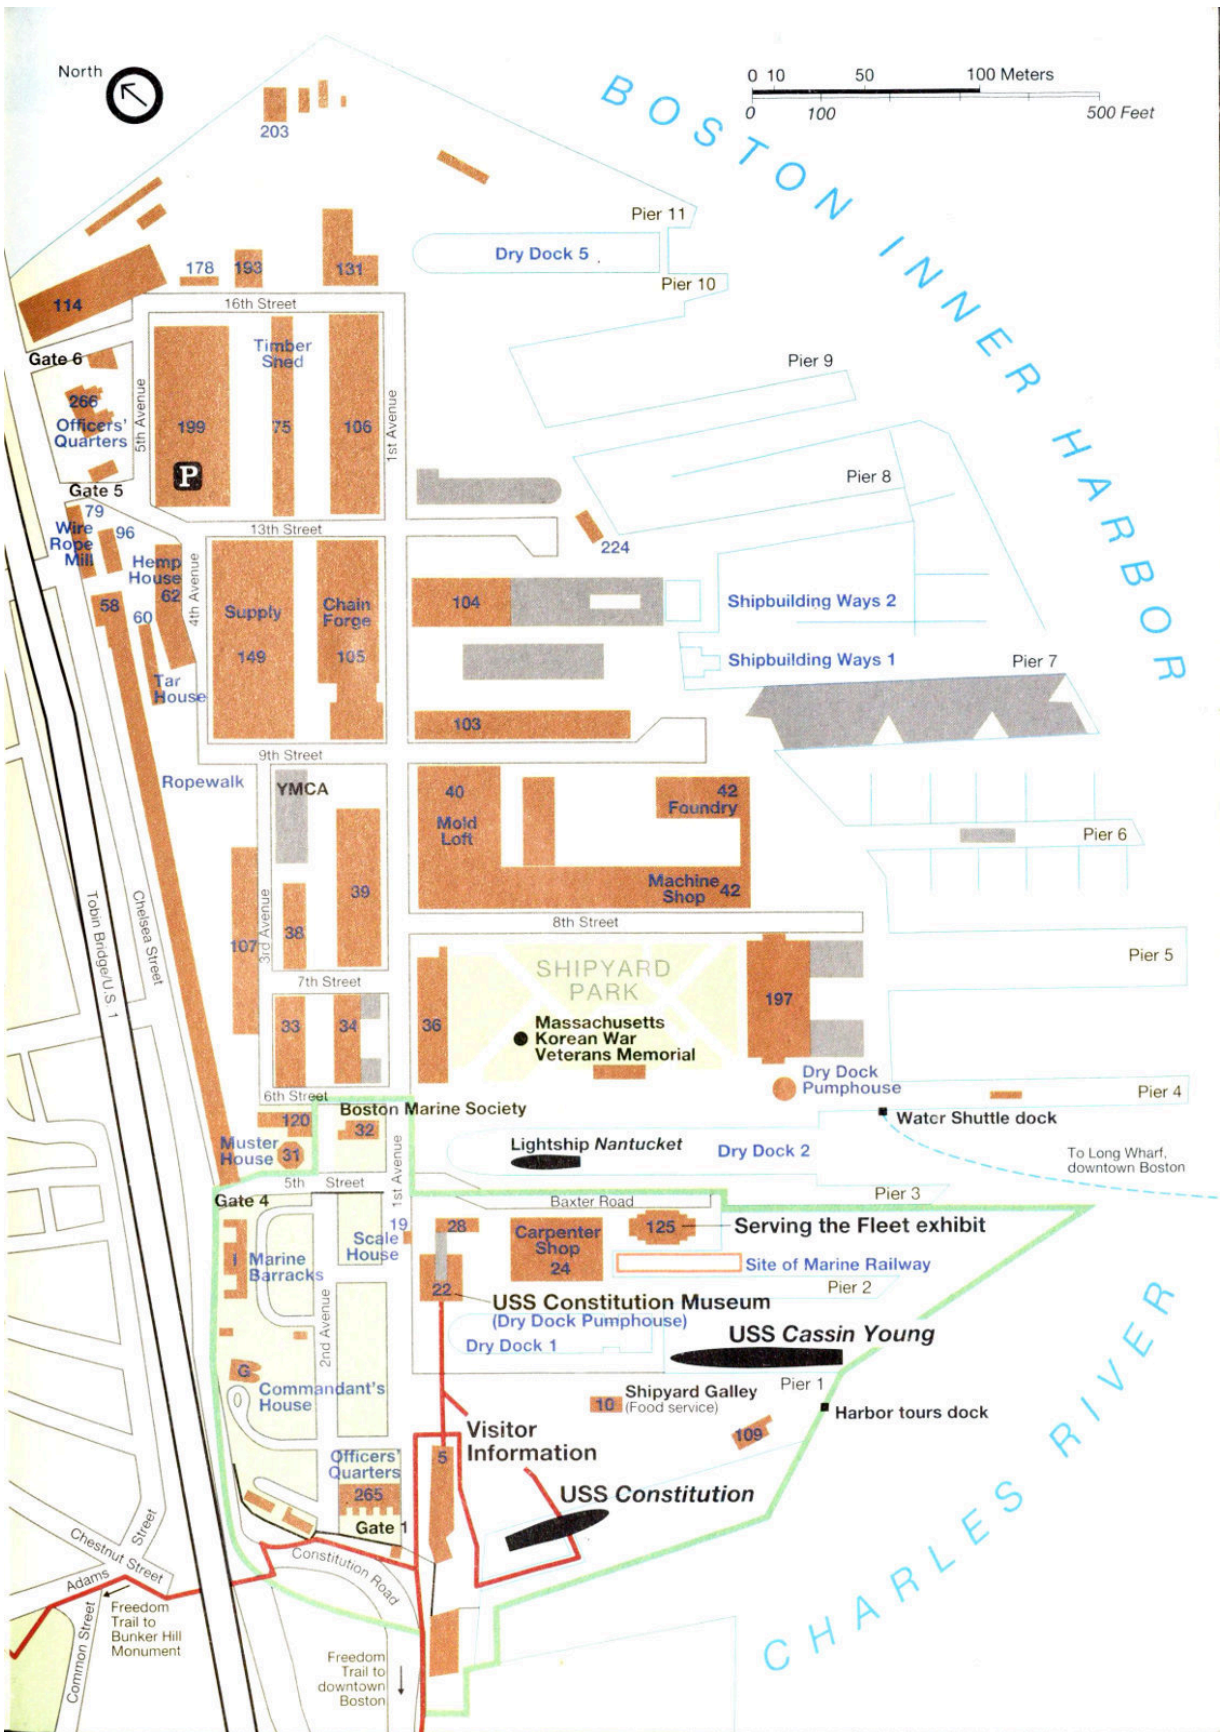 North
0 10 50 100 Meters
0 100 500 Feet
BOSTON INNER HARBOR
203
Pier 11
Dry Dock 5
Pier 10
178
193
131
114
16th Street
Timber
Shed
Gate 6
Pier 9
266
Officers'
Quarters
5th Avenue
199
75
106
1st Avenue
P
Pier 8
Gate 5
79
Wire
Rope
Mill
96
13th Street
224
Hemp
House
62
4th Avenue
58
60
Supply
149
Chain
Forge
105
104
Shipbuilding Ways 2
Shipbuilding Ways 1
Pier 7
Tar
House
103
9th Street
Ropewalk
YMCA
40
Mold
Loft
42
Foundry
Pier 6
Machine
Shop 42
39
38
107
3rd Avenue
8th Street
Tobin Bridge/U.S. 1
Chelsea Street
SHIPYARD
PARK
7th Street
Pier 5
33
34
36
197
Massachusetts
Korean War
Veterans Memorial
Dry Dock
Pumphouse
6th Street
Pier 4
120
Boston Marine Society
32
Water Shuttle dock
Muster
House
31
1st Avenue
Lightship Nantucket
Dry Dock 2
To Long Wharf,
downtown Boston
5th Street
Gate 4
Baxter Road
Pier 3
19
Scale
House
28
Carpenter
Shop
24
125
Serving the Fleet exhibit
I
Marine
Barracks
Site of Marine Railway
Pier 2
22
USS Constitution Museum
(Dry Dock Pumphouse)
Dry Dock 1
USS Cassin Young
2nd Avenue
G
Commandant's
House
Pier 1
10
Shipyard Galley
(Food service)
Harbor tours dock
109
Visitor
Information
5
Officers'
Quarters
265
Gate 1
USS Constitution
CHARLES RIVER
Constitution Road
Chestnut Street
Street
Adams
Common Street
Freedom
Trail to
Bunker Hill
Monument
Freedom
Trail to
downtown
Boston